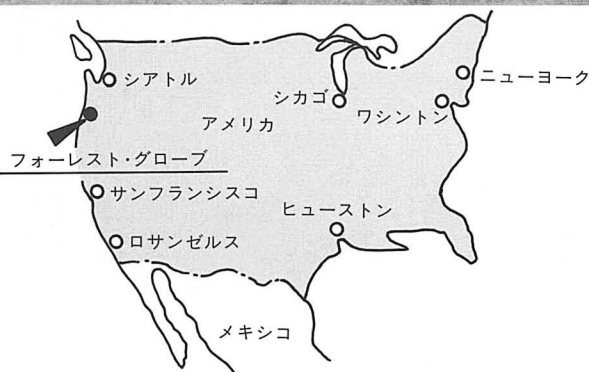 シアトル
ニューヨーク
シカゴ
ワシントン
アメリカ
フォーレスト・グローブ
サンフランシスコ
ヒューストン
ロサンゼルス
メキシコ